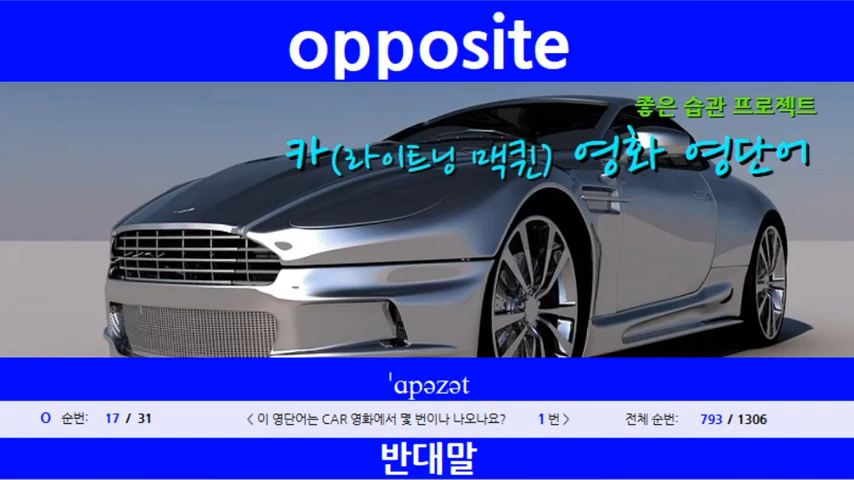 opposite
좋은 습관 프로젝트
카(라이트닝 맥퀸) 영화 영단어
ˈɑpəzət
O 순번: 17 / 31 < 이 영단어는 CAR 영화에서 몇 번이나 나오나요? 1 번 > 전체 순번: 793 / 1306
반대말